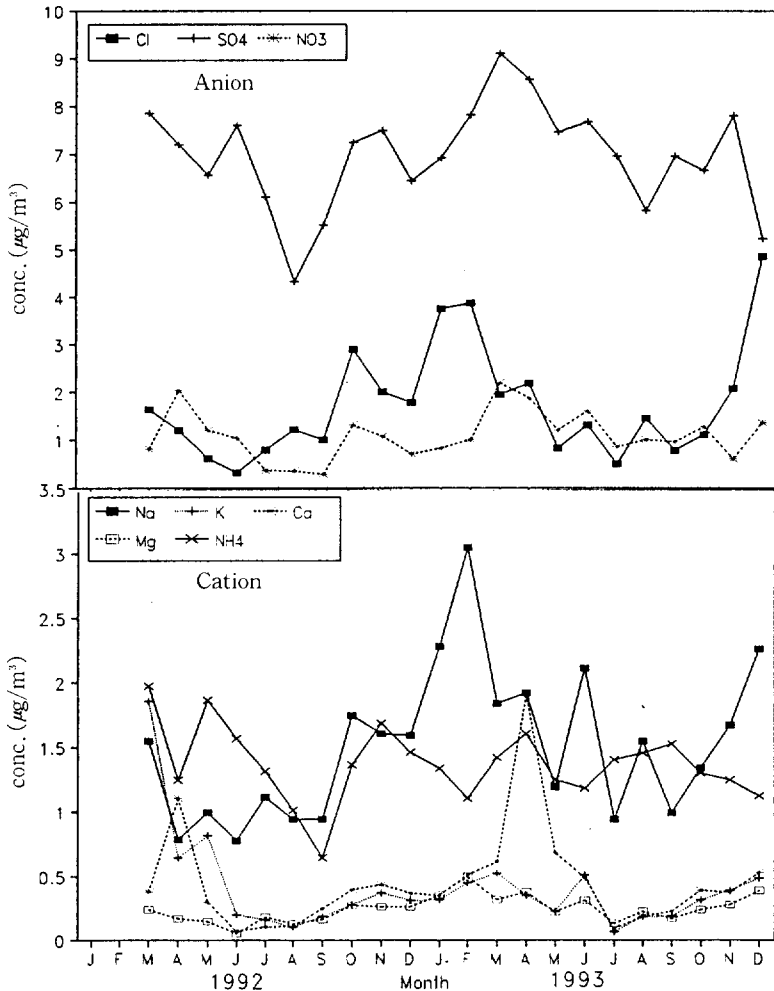 10
Cl SO4 NO3
9
Anion
8
7
6
conc. (μg/m³)
5
4
3
2
1
3.5
Na K Ca
Mg NH4
3
Cation
2.5
2
conc. (μg/m³)
1.5
1
0.5
0
J F M A M J J A S O N D J. F M A M J J A S O N D
1992 Month 1993